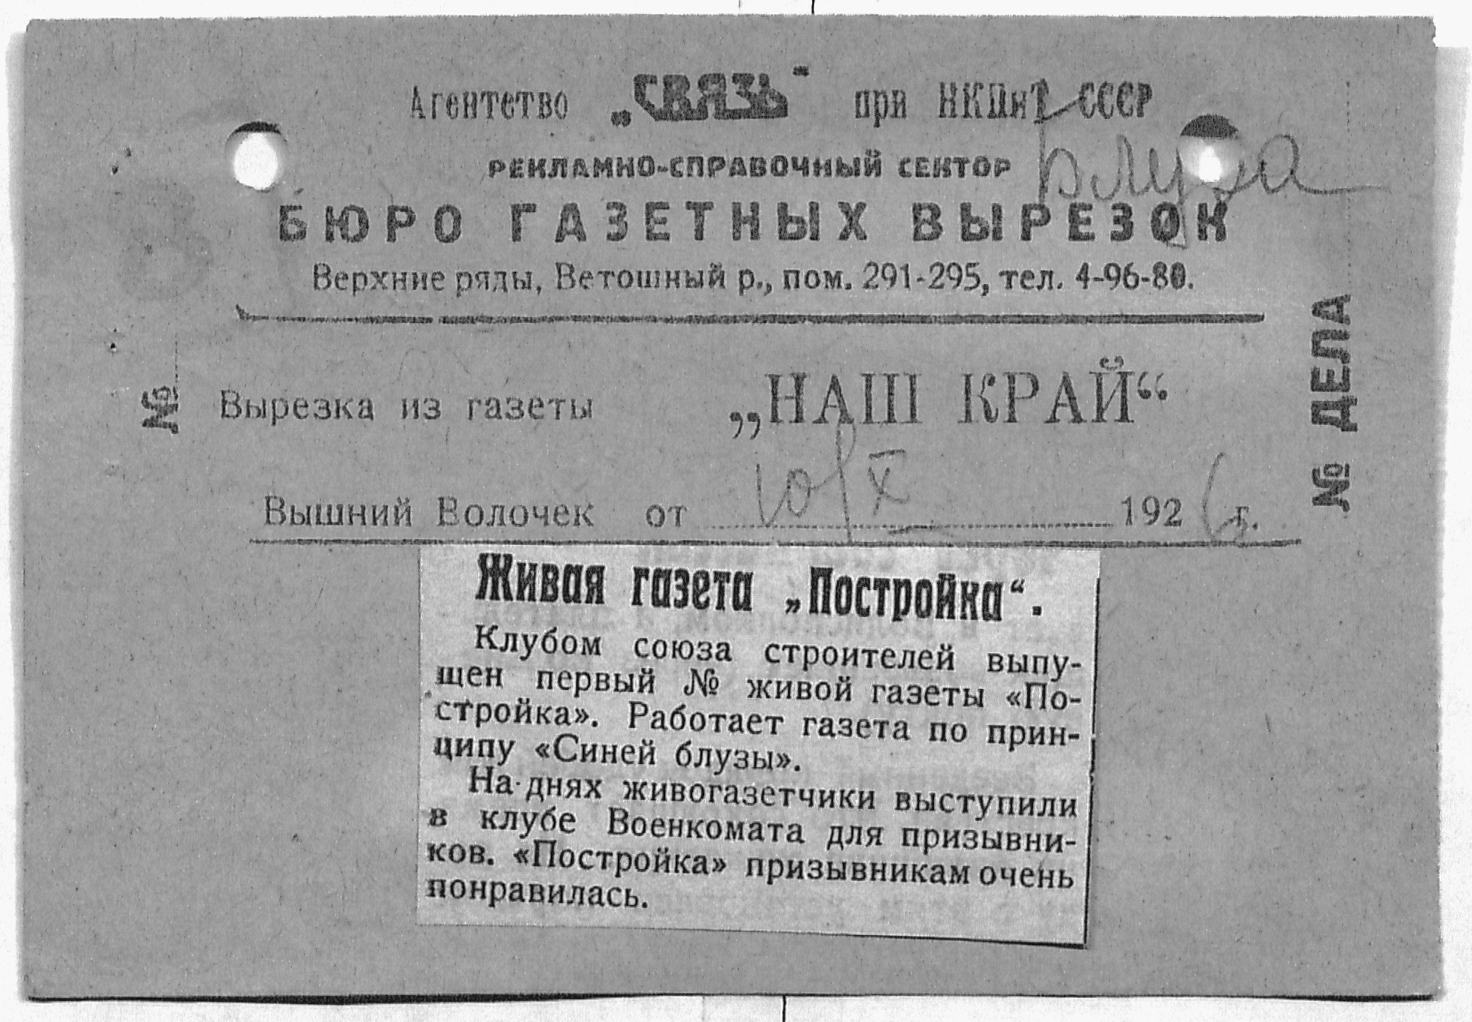 Агентство „СВЯЗЬ" при НКПиТ СССР
Блуза
РЕКЛАМНО-СПРАВОЧНЫЙ СЕКТОР
БЮРО ГАЗЕТНЫХ ВЫРЕЗОК
Верхние ряды, Ветошный р., пом. 291-295, тел. 4-96-80.
№
№ ДЕЛА
Вырезка из газеты „НАШ КРАЙ“
Вышний Волочек от 10/X 1926 г.
Живая газета „Постройка“.
Клубом союза строителей выпу-
щен первый № живой газеты «По-
стройка». Работает газета по прин-
ципу «Синей блузы».
На днях живогазетчики выступили
в клубе Военкомата для призывни-
ков. «Постройка» призывникам очень
понравилась.